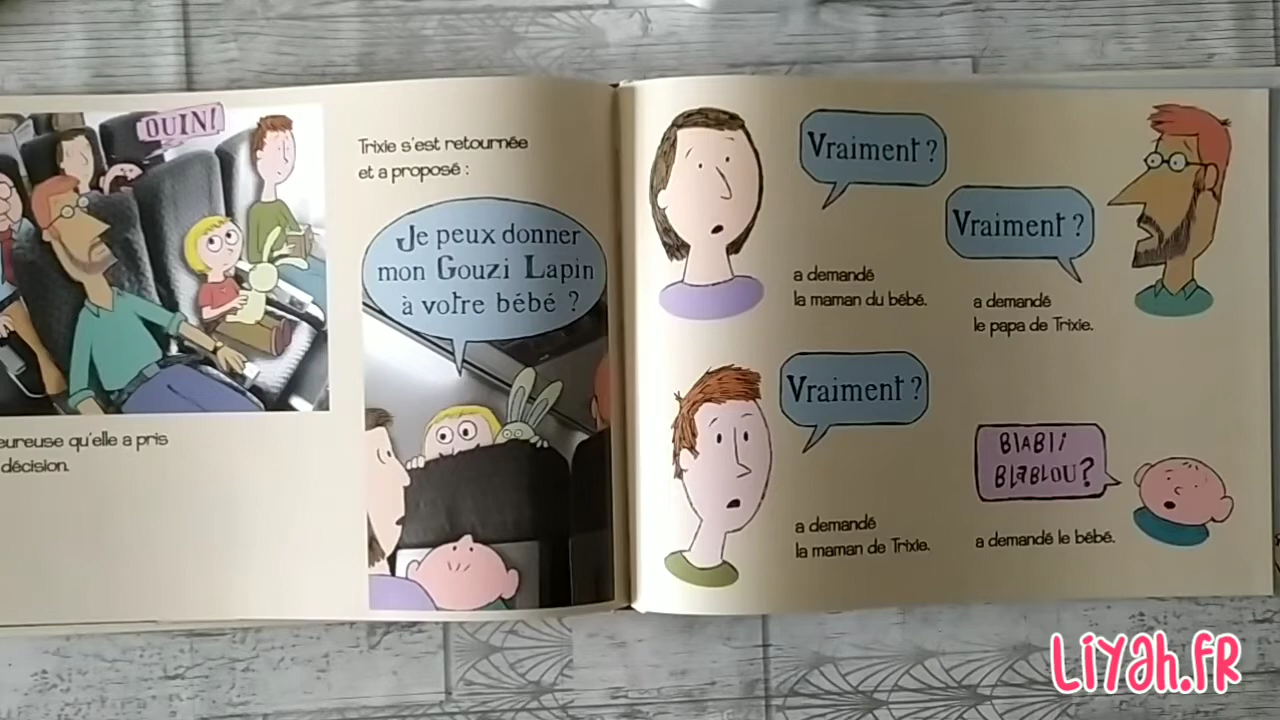 OUIN!
eureuse qu'elle a pris
décision.
Trixie s'est retournée
et a proposé :
Je peux donner
mon Gouzi Lapin
à votre bébé ?
Vraiment ?
a demandé
la maman du bébé.
Vraiment ?
a demandé
le papa de Trixie.
Vraiment ?
a demandé
la maman de Trixie.
BLABLi
BLaBLOU?
a demandé le bébé.
LiYah.FR